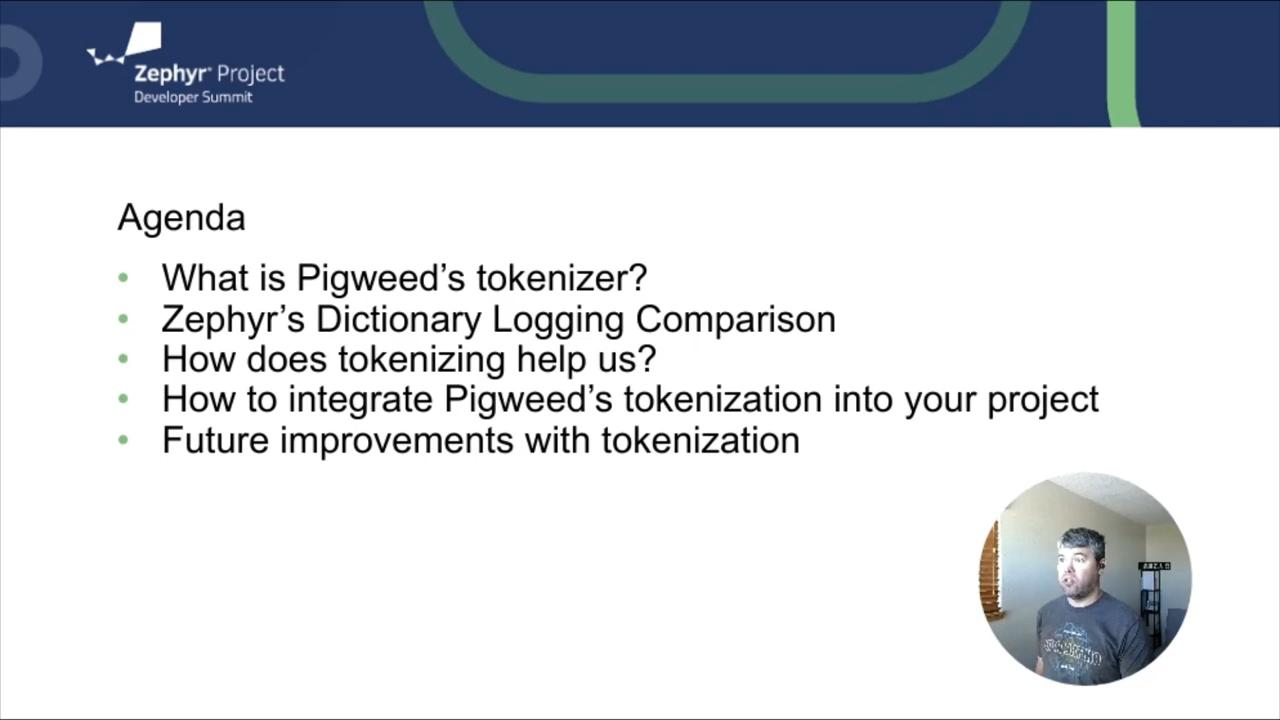 Zephyr™ Project
Developer Summit
Agenda
• What is Pigweed’s tokenizer?
• Zephyr’s Dictionary Logging Comparison
• How does tokenizing help us?
• How to integrate Pigweed’s tokenization into your project
• Future improvements with tokenization